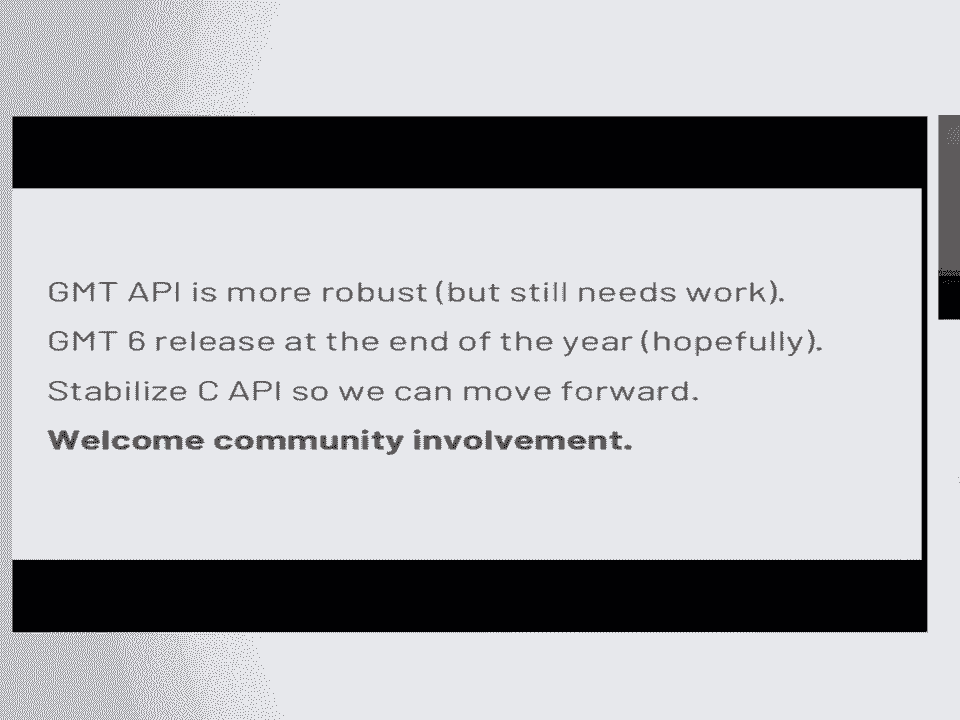 GMT API is more robust (but still needs work).
GMT 6 release at the end of the year (hopefully).
Stabilize C API so we can move forward.
Welcome community involvement.